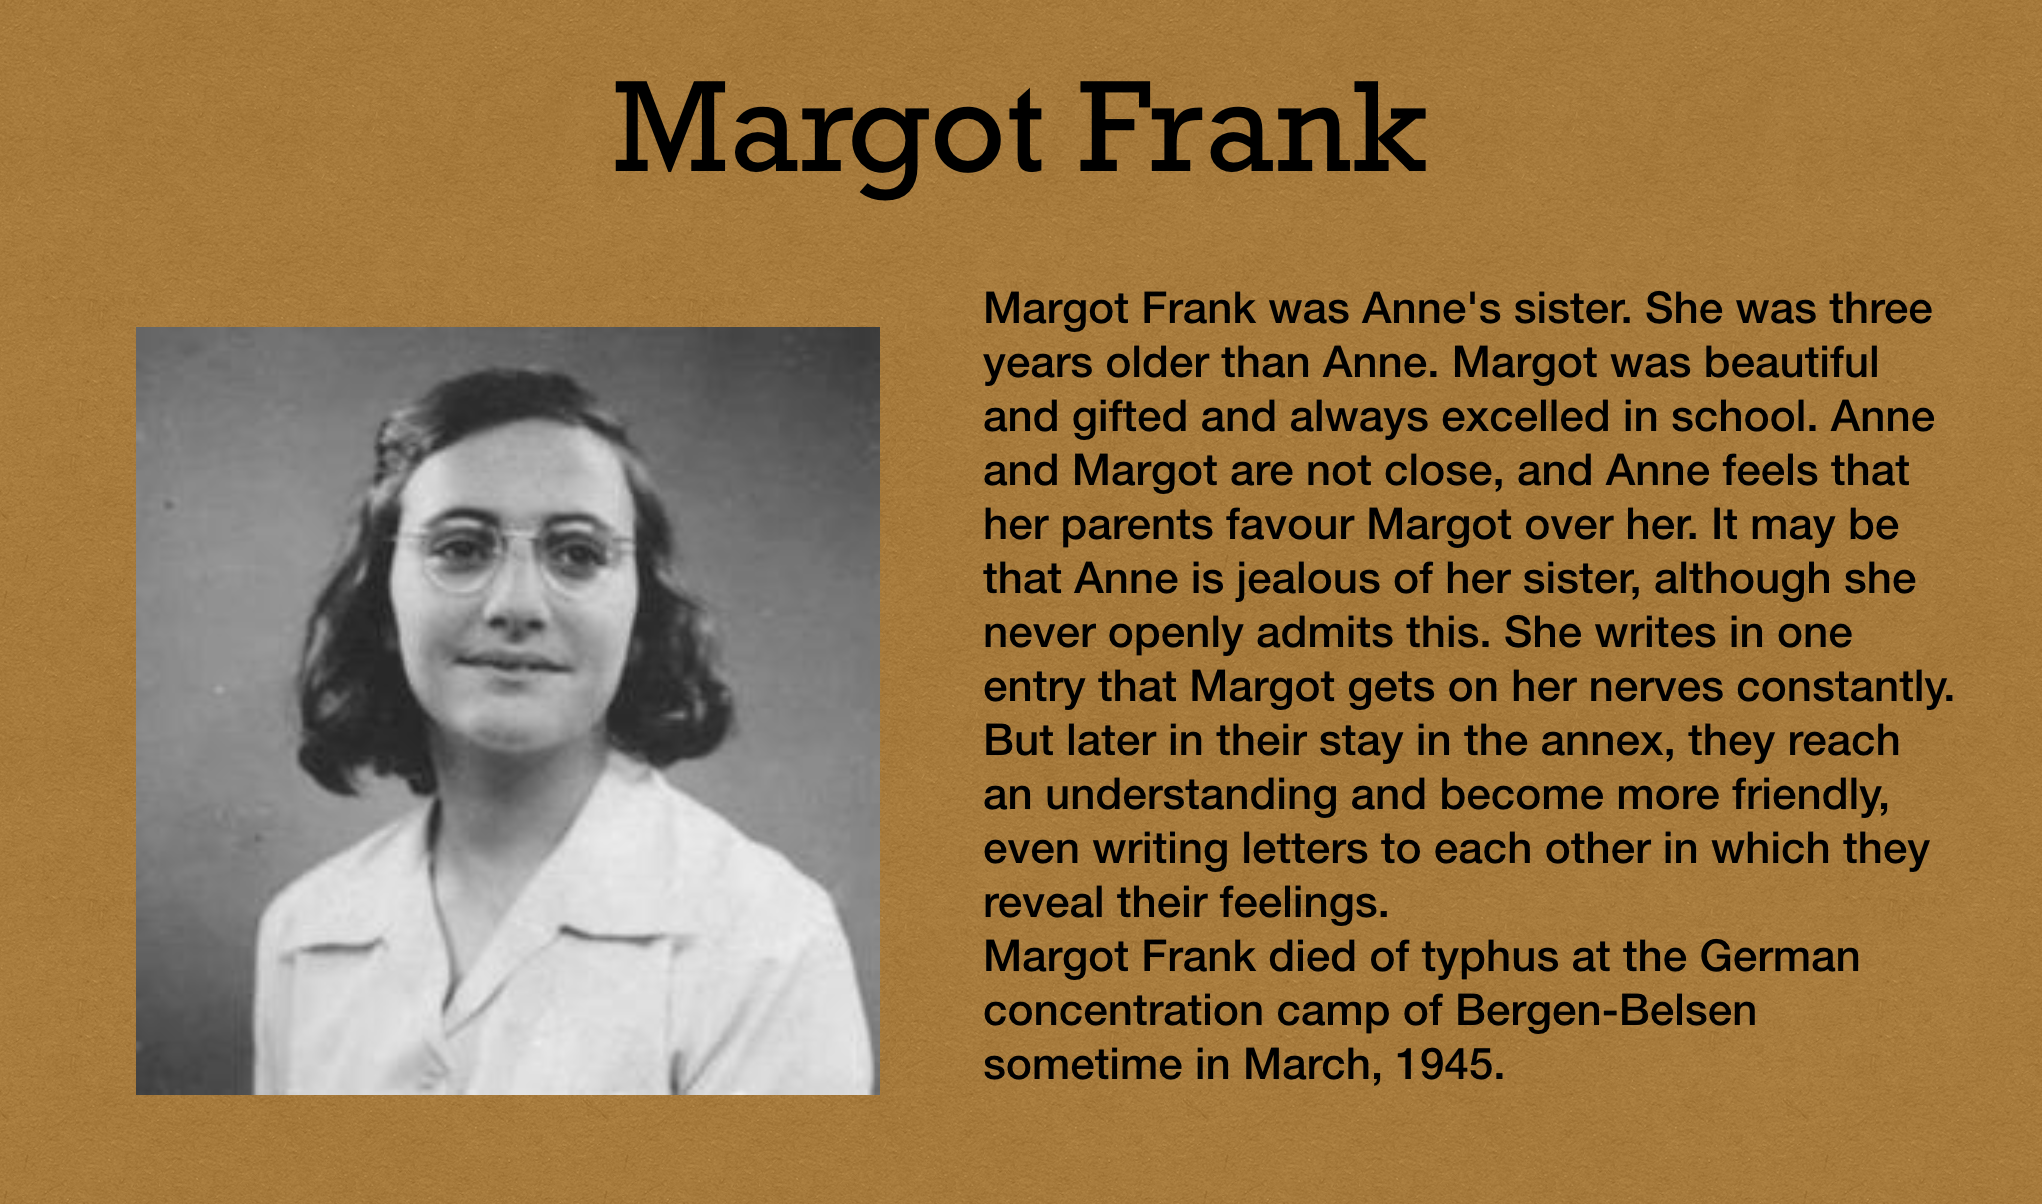 Margot Frank
Margot Frank was Anne's sister. She was three
years older than Anne. Margot was beautiful
and gifted and always excelled in school. Anne
and Margot are not close, and Anne feels that
her parents favour Margot over her. It may be
that Anne is jealous of her sister, although she
never openly admits this. She writes in one
entry that Margot gets on her nerves constantly.
But later in their stay in the annex, they reach
an understanding and become more friendly,
even writing letters to each other in which they
reveal their feelings.
Margot Frank died of typhus at the German
concentration camp of Bergen-Belsen
sometime in March, 1945.